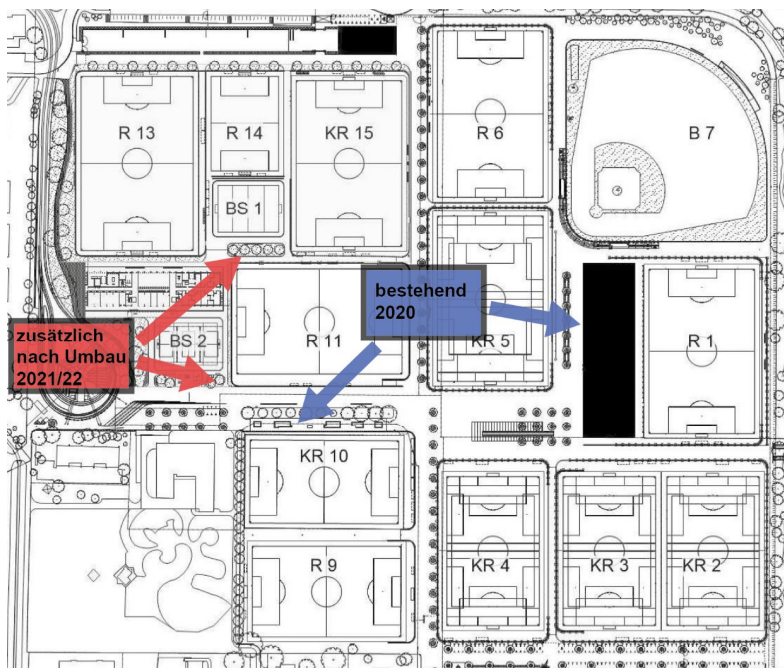 R 13
R 14
KR 15
R 6
B 7
BS 1
bestehend
2020
zusätzlich
nach Umbau
2021/22
BS 2
R 11
KR 5
R 1
KR 10
R 9
KR 4
KR 3
KR 2